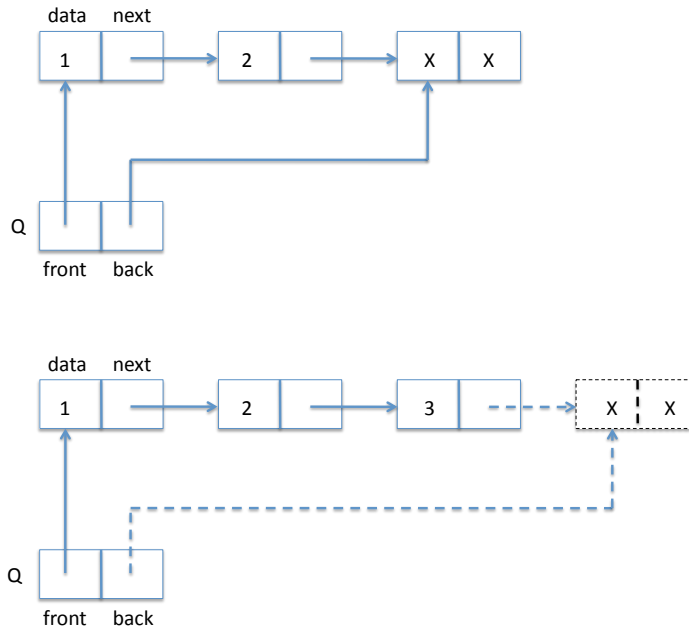 data next
1 2 X X
Q
front back
data next
1 2 3 X X
Q
front back